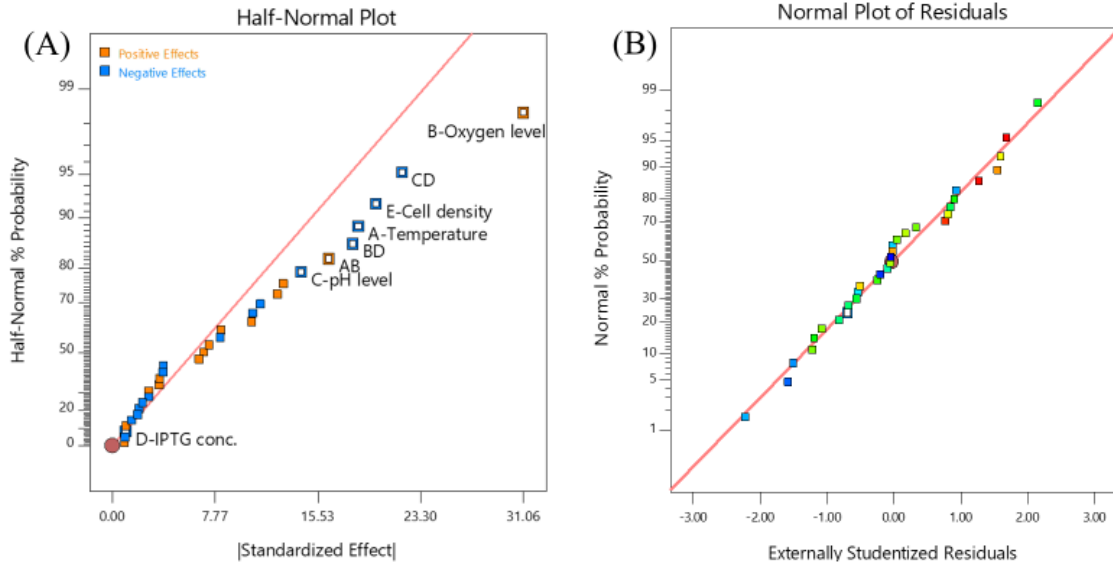 (A)
Half-Normal Plot
Positive Effects
Negative Effects
Half-Normal % Probability
99
95
90
80
70
50
20
0
B-Oxygen level
CD
E-Cell density
A-Temperature
BD
AB
C-pH level
D-IPTG conc.
0.00 7.77 15.53 23.30 31.06
|Standardized Effect|
(B)
Normal Plot of Residuals
Normal % Probability
99
95
90
80
70
50
30
20
10
5
1
-3.00 -2.00 -1.00 0.00 1.00 2.00 3.00
Externally Studentized Residuals